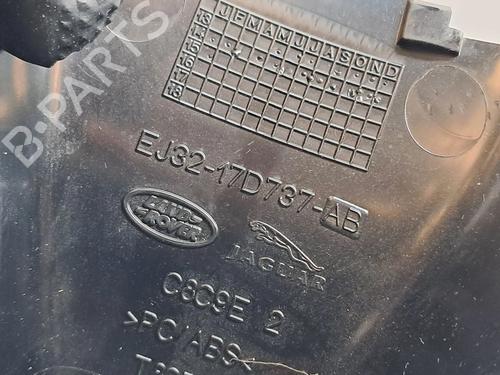 B-PARTS
J F M A M J J A S O N D
13
14
15
16
17
18
EJ32-17D737-AB
LAND-
ROVER
JAGUAR
C8C9E 2
>PC/ABS<